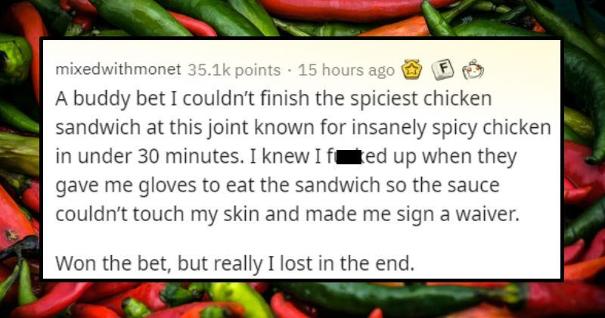 mixedwithmonet 35.1k points · 15 hours ago F
A buddy bet I couldn't finish the spiciest chicken
sandwich at this joint known for insanely spicy chicken
in under 30 minutes. I knew I f ked up when they
gave me gloves to eat the sandwich so the sauce
couldn't touch my skin and made me sign a waiver.
Won the bet, but really I lost in the end.